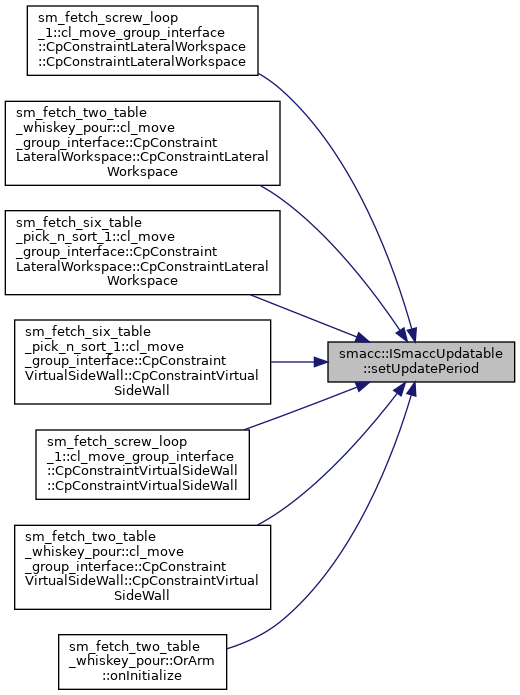 sm_fetch_screw_loop
_1::cl_move_group_interface
::CpConstraintLateralWorkspace
::CpConstraintLateralWorkspace
sm_fetch_two_table
_whiskey_pour::cl_move
_group_interface::CpConstraint
LateralWorkspace::CpConstraintLateral
Workspace
sm_fetch_six_table
_pick_n_sort_1::cl_move
_group_interface::CpConstraint
LateralWorkspace::CpConstraintLateral
Workspace
sm_fetch_six_table
_pick_n_sort_1::cl_move
_group_interface::CpConstraint
VirtualSideWall::CpConstraintVirtual
SideWall
smacc::ISmaccUpdatable
::setUpdatePeriod
sm_fetch_screw_loop
_1::cl_move_group_interface
::CpConstraintVirtualSideWall
::CpConstraintVirtualSideWall
sm_fetch_two_table
_whiskey_pour::cl_move
_group_interface::CpConstraint
VirtualSideWall::CpConstraintVirtual
SideWall
sm_fetch_two_table
_whiskey_pour::OrArm
::onInitialize